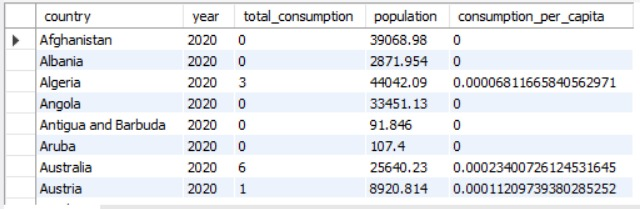 country year total_consumption population consumption_per_capita
Afghanistan 2020 0 39068.98 0
Albania 2020 0 2871.954 0
Algeria 2020 3 44042.09 0.00006811665840562971
Angola 2020 0 33451.13 0
Antigua and Barbuda 2020 0 91.846 0
Aruba 2020 0 107.4 0
Australia 2020 6 25640.23 0.00023400726124531645
Austria 2020 1 8920.814 0.00011209739380285252